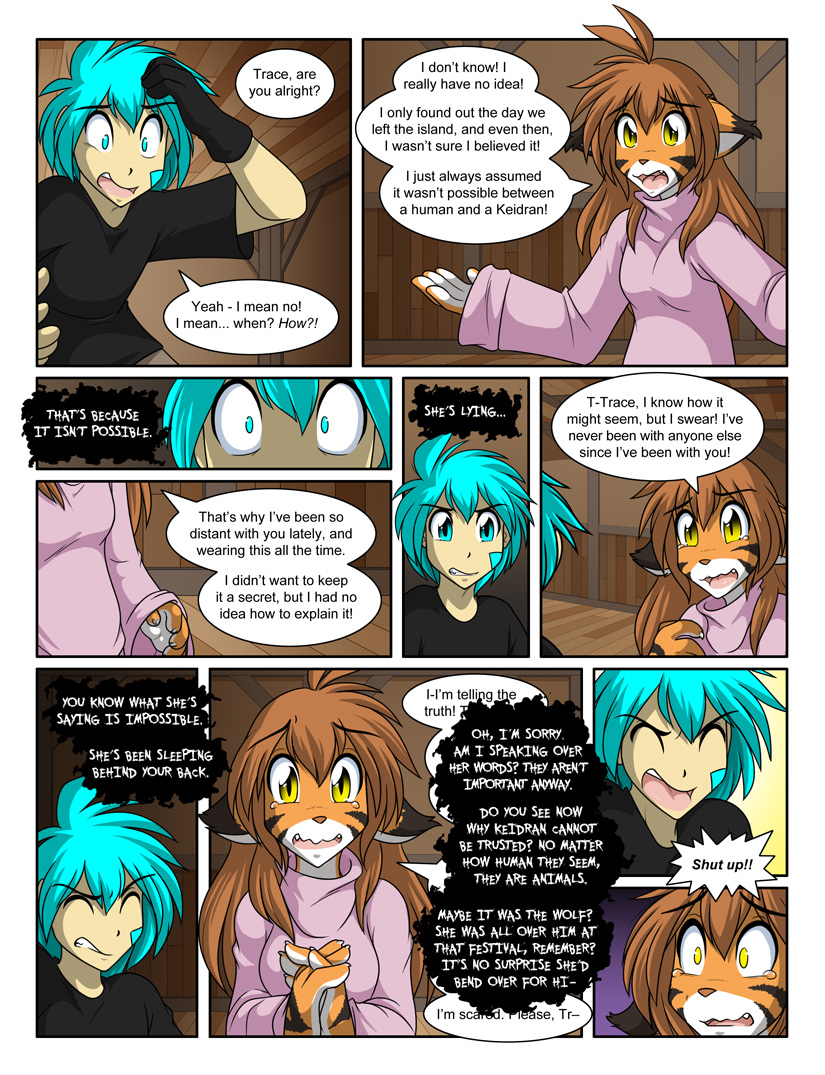 Trace, are
you alright?
Yeah - I mean no!
I mean... when? How?!
I don't know! I
really have no idea!
I only found out the day we
left the island, and even then,
I wasn't sure I believed it!
I just always assumed
it wasn't possible between
a human and a Keidran!
THAT'S BECAUSE
IT ISN'T POSSIBLE.
That's why I've been so
distant with you lately, and
wearing this all the time.
I didn't want to keep
it a secret, but I had no
idea how to explain it!
SHE'S LYING...
T-Trace, I know how it
might seem, but I swear! I've
never been with anyone else
since I've been with you!
YOU KNOW WHAT SHE'S
SAYING IS IMPOSSIBLE.
SHE'S BEEN SLEEPING
BEHIND YOUR BACK.
I-I'm telling the
truth!
OH, I'M SORRY.
AM I SPEAKING OVER
HER WORDS? THEY AREN'T
IMPORTANT ANYWAY.
DO YOU SEE NOW
WHY KEIDRAN CANNOT
BE TRUSTED? NO MATTER
HOW HUMAN THEY SEEM,
THEY ARE ANIMALS.
MAYBE IT WAS THE WOLF?
SHE WAS ALL OVER HIM AT
THAT FESTIVAL, REMEMBER?
IT'S NO SURPRISE SHE'D
BEND OVER FOR HI-
I'm scared. Please, Tr–
Shut up!!